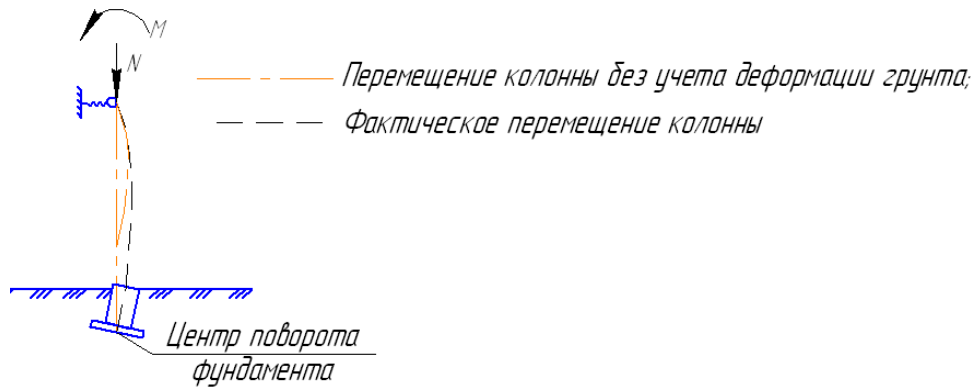 M
N
Перемещение колонны без учета деформации грунта;
Фактическое перемещение колонны
Центр поворота
фундамента